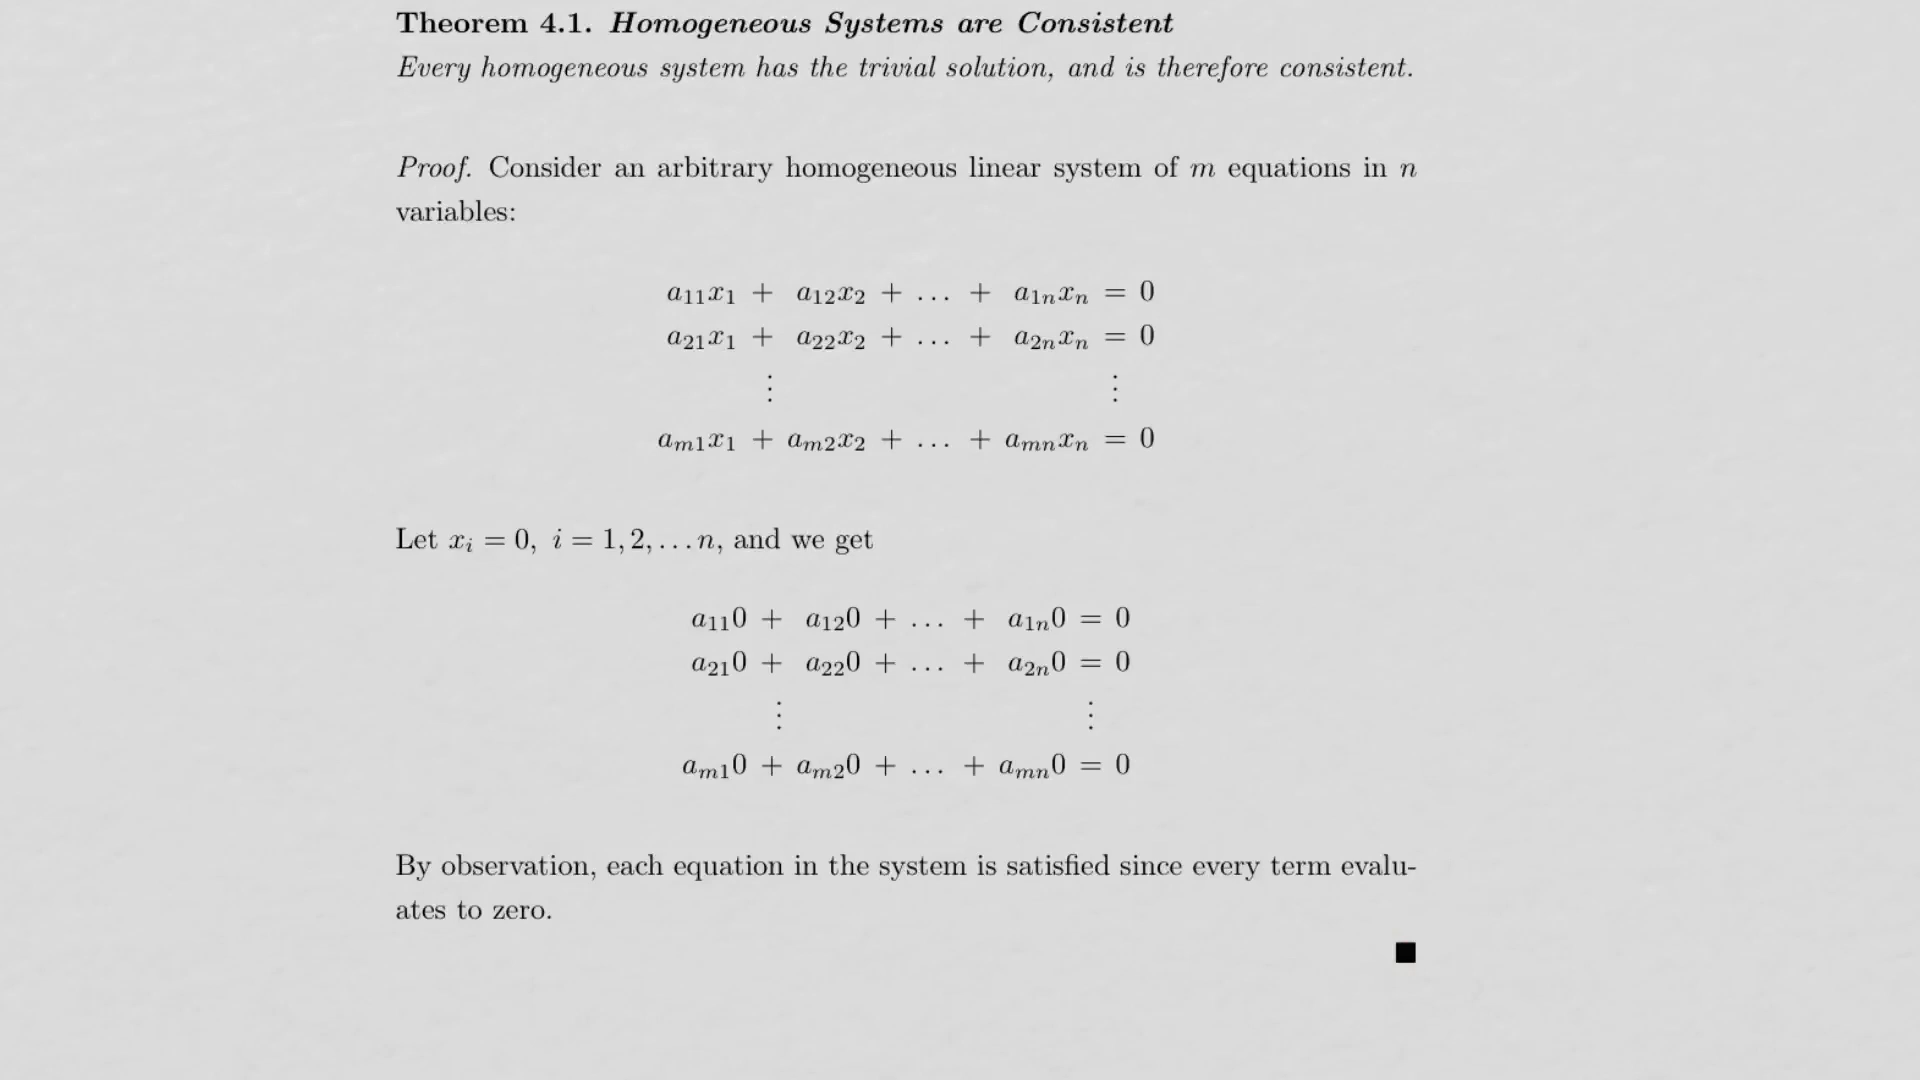 Theorem 4.1. Homogeneous Systems are Consistent
Every homogeneous system has the trivial solution, and is therefore consistent.
Proof. Consider an arbitrary homogeneous linear system of m equations in n
variables:
a₁₁x₁ + a₁₂x₂ + ... + a₁ₙxₙ = 0
a₂₁x₁ + a₂₂x₂ + ... + a₂ₙxₙ = 0
⋮ ⋮
aₘ₁x₁ + aₘ₂x₂ + ... + aₘₙxₙ = 0
Let xᵢ = 0, i = 1, 2, ... n, and we get
a₁₁0 + a₁₂0 + ... + a₁ₙ0 = 0
a₂₁0 + a₂₂0 + ... + a₂ₙ0 = 0
⋮ ⋮
aₘ₁0 + aₘ₂0 + ... + aₘₙ0 = 0
By observation, each equation in the system is satisfied since every term evalu-
ates to zero.
■